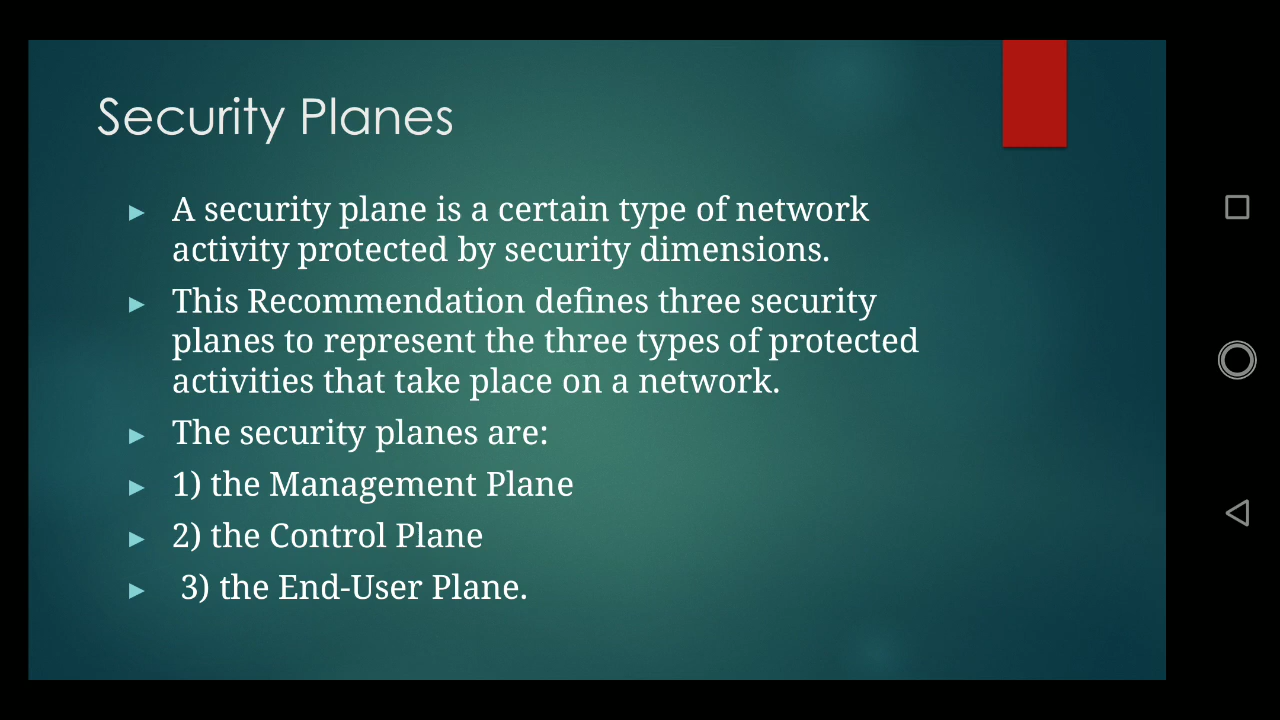 Security Planes
A security plane is a certain type of network
activity protected by security dimensions.
This Recommendation defines three security
planes to represent the three types of protected
activities that take place on a network.
The security planes are:
1) the Management Plane
2) the Control Plane
3) the End-User Plane.